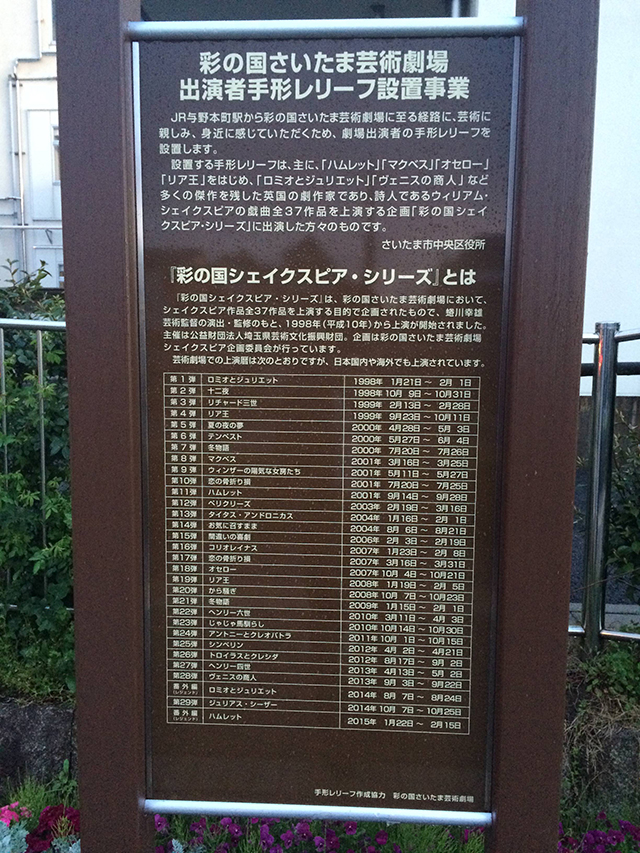 彩の国さいたま芸術劇場
出演者手形レリーフ設置事業
JR与野本町駅から彩の国さいたま芸術劇場に至る経路に、芸術に
親しみ、身近に感じていただくため、劇場出演者の手形レリーフを
設置します。
設置する手形レリーフは、主に、「ハムレット」「マクベス」「オセロー」
「リア王」をはじめ、「ロミオとジュリエット」「ヴェニスの商人」など
多くの傑作を残した英国の劇作家であり、詩人であるウィリアム・
シェイクスピアの戯曲全37作品を上演する企画「彩の国シェイ
クスピア・シリーズ」に出演した方々のものです。
さいたま市中央区役所
『彩の国シェイクスピア・シリーズ』とは
『彩の国シェイクスピア・シリーズ』は、彩の国さいたま芸術劇場において、
シェイクスピア作品全37作品を上演する目的で企画されたもので、蜷川幸雄
芸術監督の演出・監修のもと、1998年(平成10年)から上演が開始されました。
主催は公益財団法人埼玉県芸術文化振興財団。企画は彩の国さいたま芸術劇場
シェイクスピア企画委員会が行っています。
芸術劇場での上演暦は次のとおりですが、日本国内や海外でも上演されています。
第1弾 ロミオとジュリエット 1998年 1月21日～ 2月 1日
第2弾 十二夜 1998年10月 9日～10月31日
第3弾 リチャード三世 1999年 2月13日～ 2月28日
第4弾 リア王 1999年 9月23日～10月11日
第5弾 夏の夜の夢 2000年 4月28日～ 5月 3日
第6弾 テンペスト 2000年 5月27日～ 6月 4日
第7弾 冬物語 2000年 7月20日～ 7月26日
第8弾 マクベス 2001年 3月16日～ 3月25日
第9弾 ウィンザーの陽気な女房たち 2001年 5月11日～ 5月27日
第10弾 恋の骨折り損 2001年 7月20日～ 7月25日
第11弾 ハムレット 2001年 9月14日～ 9月28日
第12弾 ペリクリーズ 2003年 2月19日～ 3月16日
第13弾 タイタス・アンドロニカス 2004年 1月16日～ 2月 1日
第14弾 お気に召すまま 2004年 8月 6日～ 8月21日
第15弾 間違いの喜劇 2006年 2月 3日～ 2月19日
第16弾 コリオレイナス 2007年 1月23日～ 2月 8日
第17弾 恋の骨折り損 2007年 3月16日～ 3月31日
第18弾 オセロー 2007年10月 4日～10月21日
第19弾 リア王 2008年 1月19日～ 2月 5日
第20弾 から騒ぎ 2008年10月 7日～10月23日
第21弾 冬物語 2009年 1月15日～ 2月 1日
第22弾 ヘンリー六世 2010年 3月11日～ 4月 3日
第23弾 じゃじゃ馬馴らし 2010年10月14日～10月30日
第24弾 アントニーとクレオパトラ 2011年10月 1日～10月15日
第25弾 シンベリン 2012年 4月 2日～ 4月21日
第26弾 トロイラスとクレシダ 2012年 8月17日～ 9月 2日
第27弾 ヘンリー四世 2013年 4月13日～ 5月 2日
第28弾 ヴェニスの商人 2013年 9月 3日～ 9月22日
番外編(レジェンド) ロミオとジュリエット 2014年 8月 7日～ 8月24日
第29弾 ジュリアス・シーザー 2014年10月 7日～10月25日
番外編(レジェンド) ハムレット 2015年 1月22日～ 2月15日
手形レリーフ作成協力 彩の国さいたま芸術劇場